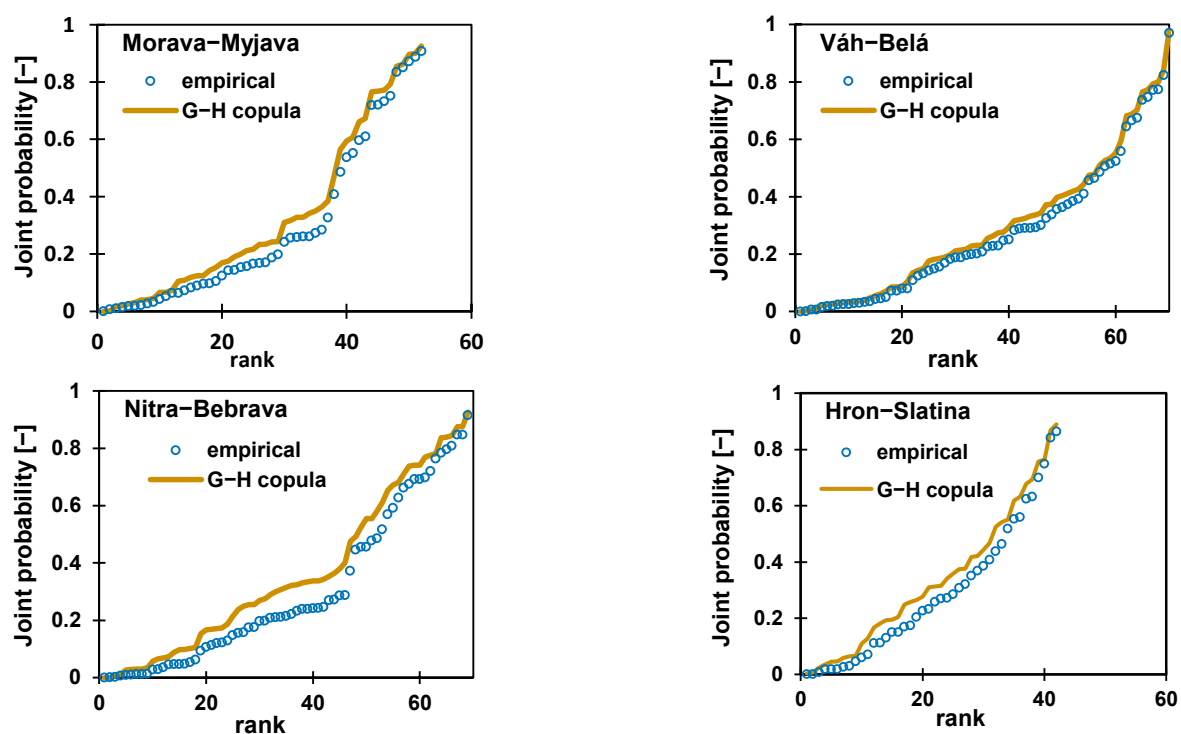 Morava−Myjava
empirical
G−H copula
Joint probability [−]
1
0.8
0.6
0.4
0.2
0
0
20
40
60
rank
Váh−Belá
empirical
G−H copula
Joint probability [−]
1
0.8
0.6
0.4
0.2
0
0
20
40
60
rank
Nitra−Bebrava
empirical
G−H copula
Joint probability [−]
1
0.8
0.6
0.4
0.2
0
0
20
40
60
rank
Hron−Slatina
empirical
G−H copula
Joint probability [−]
1
0.8
0.6
0.4
0.2
0
0
20
40
60
rank